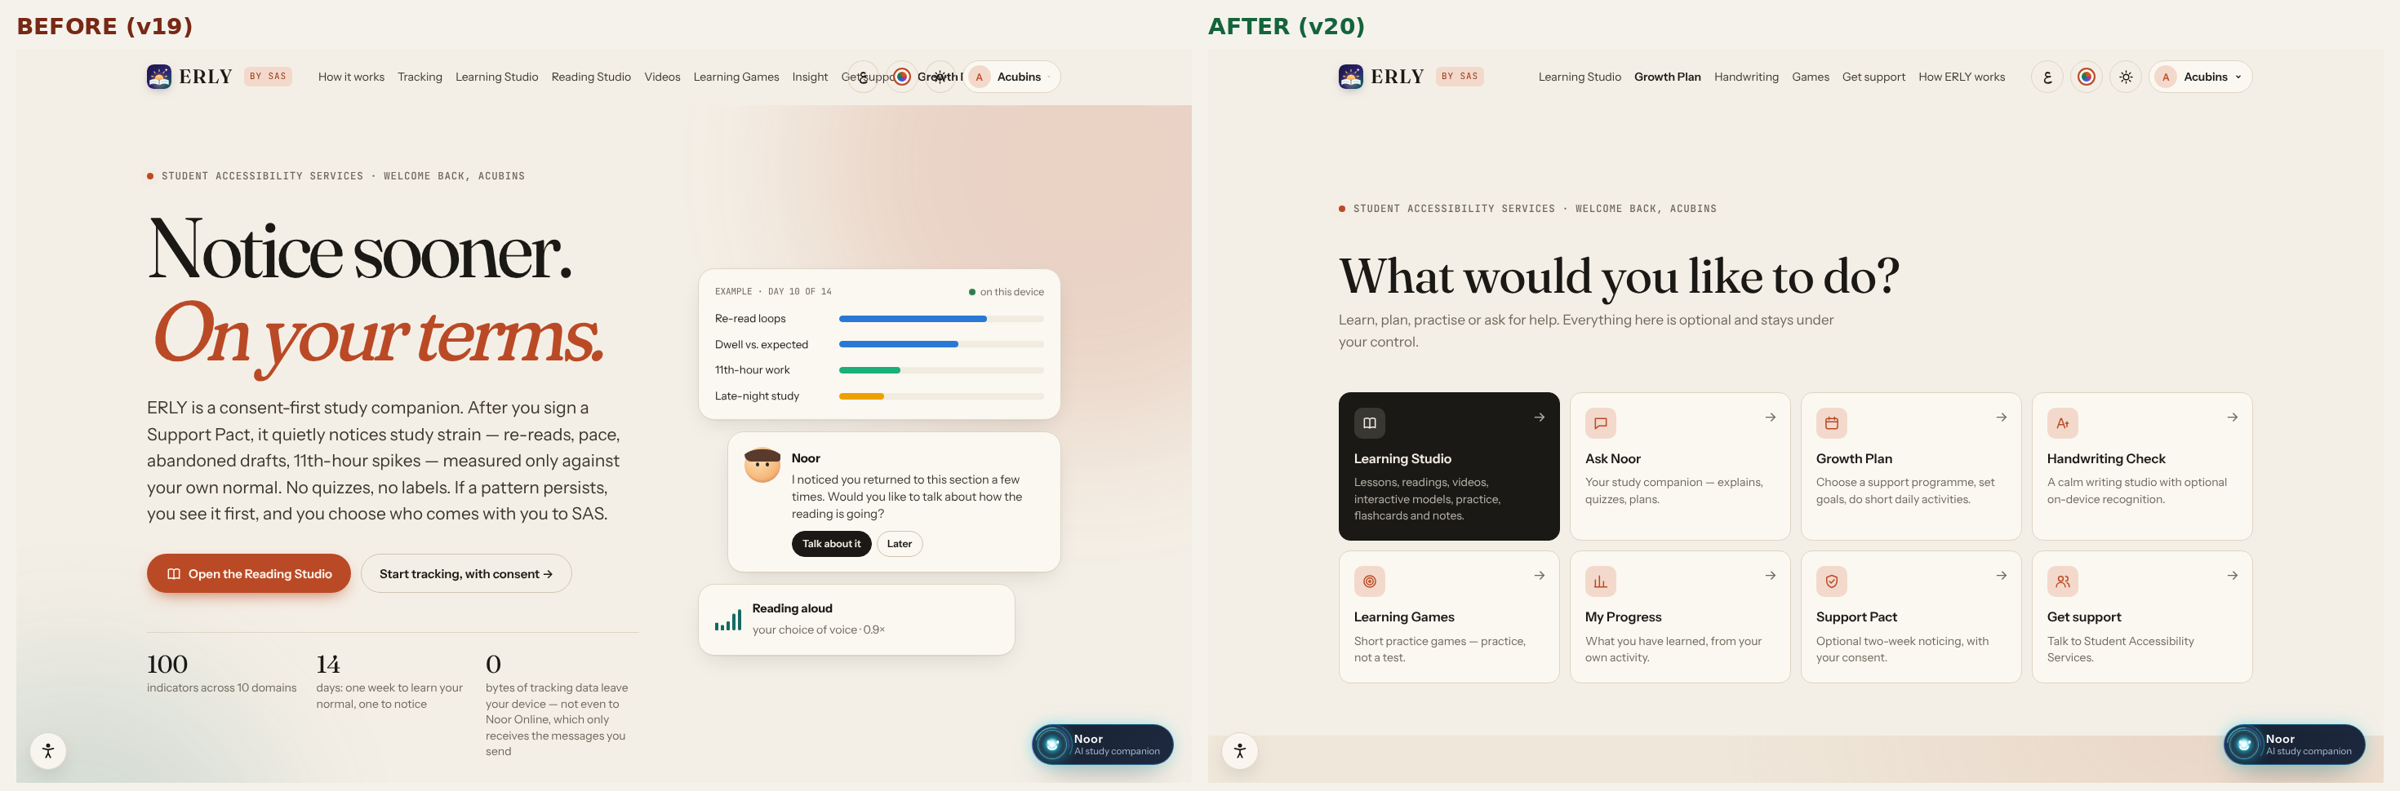 BEFORE (v19)
ERLY BY SAS How it works Tracking Learning Studio Reading Studio Videos Learning Games Insight Get suppo ع Growth A Acubins
STUDENT ACCESSIBILITY SERVICES · WELCOME BACK, ACUBINS
Notice sooner.
On your terms.
ERLY is a consent-first study companion. After you sign a
Support Pact, it quietly notices study strain — re-reads, pace,
abandoned drafts, 11th-hour spikes — measured only against
your own normal. No quizzes, no labels. If a pattern persists,
you see it first, and you choose who comes with you to SAS.
Open the Reading Studio
Start tracking, with consent →
100
indicators across 10 domains
14
days: one week to learn your
normal, one to notice
0
bytes of tracking data leave
your device — not even to
Noor Online, which only
receives the messages you
send
EXAMPLE · DAY 10 OF 14
on this device
Re-read loops
Dwell vs. expected
11th-hour work
Late-night study
Noor
I noticed you returned to this section a few
times. Would you like to talk about how the
reading is going?
Talk about it
Later
Reading aloud
your choice of voice · 0.9×
Noor
AI study companion
AFTER (v20)
ERLY BY SAS Learning Studio Growth Plan Handwriting Games Get support How ERLY works ع A Acubins
STUDENT ACCESSIBILITY SERVICES · WELCOME BACK, ACUBINS
What would you like to do?
Learn, plan, practise or ask for help. Everything here is optional and stays under
your control.
Learning Studio
Lessons, readings, videos,
interactive models, practice,
flashcards and notes.
Ask Noor
Your study companion — explains,
quizzes, plans.
Growth Plan
Choose a support programme, set
goals, do short daily activities.
Handwriting Check
A calm writing studio with optional
on-device recognition.
Learning Games
Short practice games — practice,
not a test.
My Progress
What you have learned, from your
own activity.
Support Pact
Optional two-week noticing, with
your consent.
Get support
Talk to Student Accessibility
Services.
Noor
AI study companion